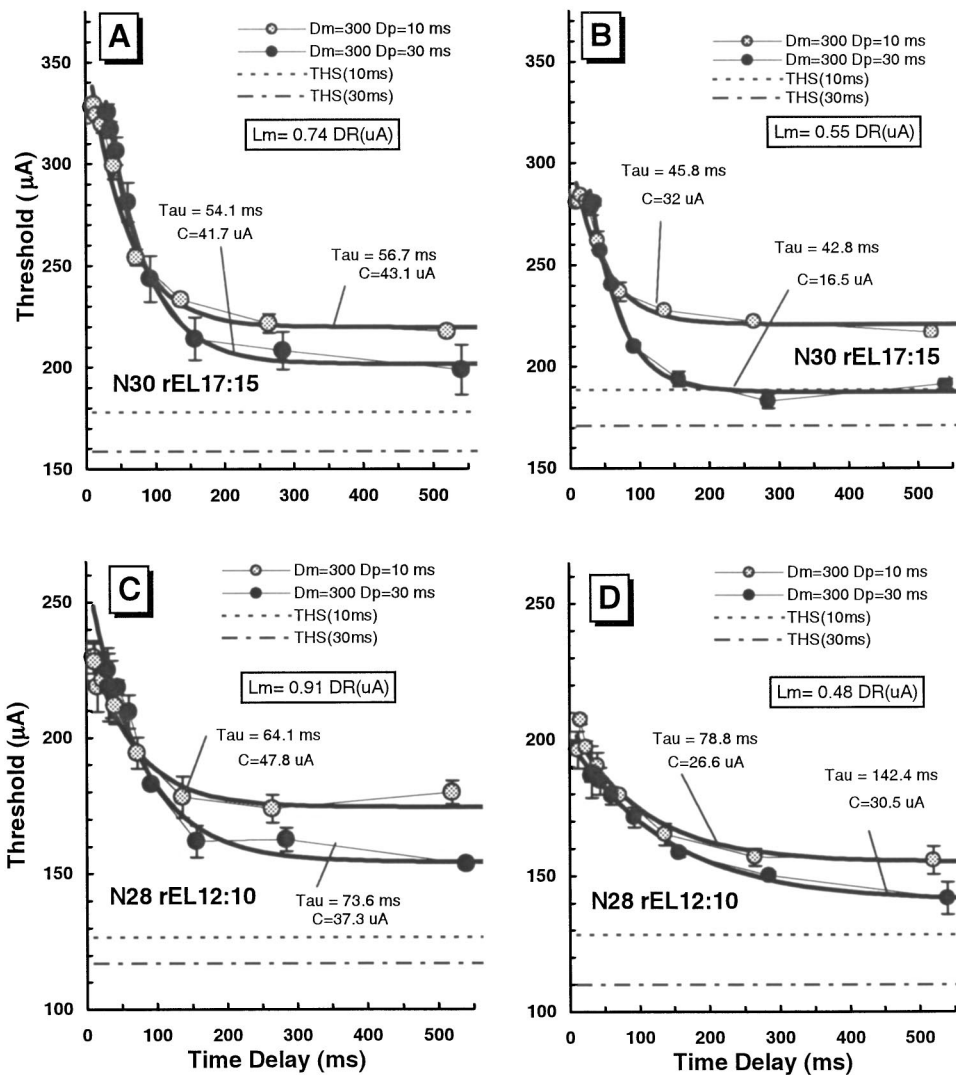 A
Dm=300 Dp=10 ms
Dm=300 Dp=30 ms
THS(10ms)
THS(30ms)
Lm= 0.74 DR(uA)
Tau = 54.1 ms
C=41.7 uA
Tau = 56.7 ms
C=43.1 uA
N30 rEL17:15
350
300
250
200
150
Threshold (μA)
0
100
200
300
400
500
B
Dm=300 Dp=10 ms
Dm=300 Dp=30 ms
THS(10ms)
THS(30ms)
Lm= 0.55 DR(uA)
Tau = 45.8 ms
C=32 uA
Tau = 42.8 ms
C=16.5 uA
N30 rEL17:15
350
300
250
200
150
0
100
200
300
400
500
C
Dm=300 Dp=10 ms
Dm=300 Dp=30 ms
THS(10ms)
THS(30ms)
Lm= 0.91 DR(uA)
Tau = 64.1 ms
C=47.8 uA
Tau = 73.6 ms
C=37.3 uA
N28 rEL12:10
250
200
150
100
Threshold (μA)
0
100
200
300
400
500
Time Delay (ms)
D
Dm=300 Dp=10 ms
Dm=300 Dp=30 ms
THS(10ms)
THS(30ms)
Lm= 0.48 DR(uA)
Tau = 78.8 ms
C=26.6 uA
Tau = 142.4 ms
C=30.5 uA
N28 rEL12:10
250
200
150
100
0
100
200
300
400
500
Time Delay (ms)